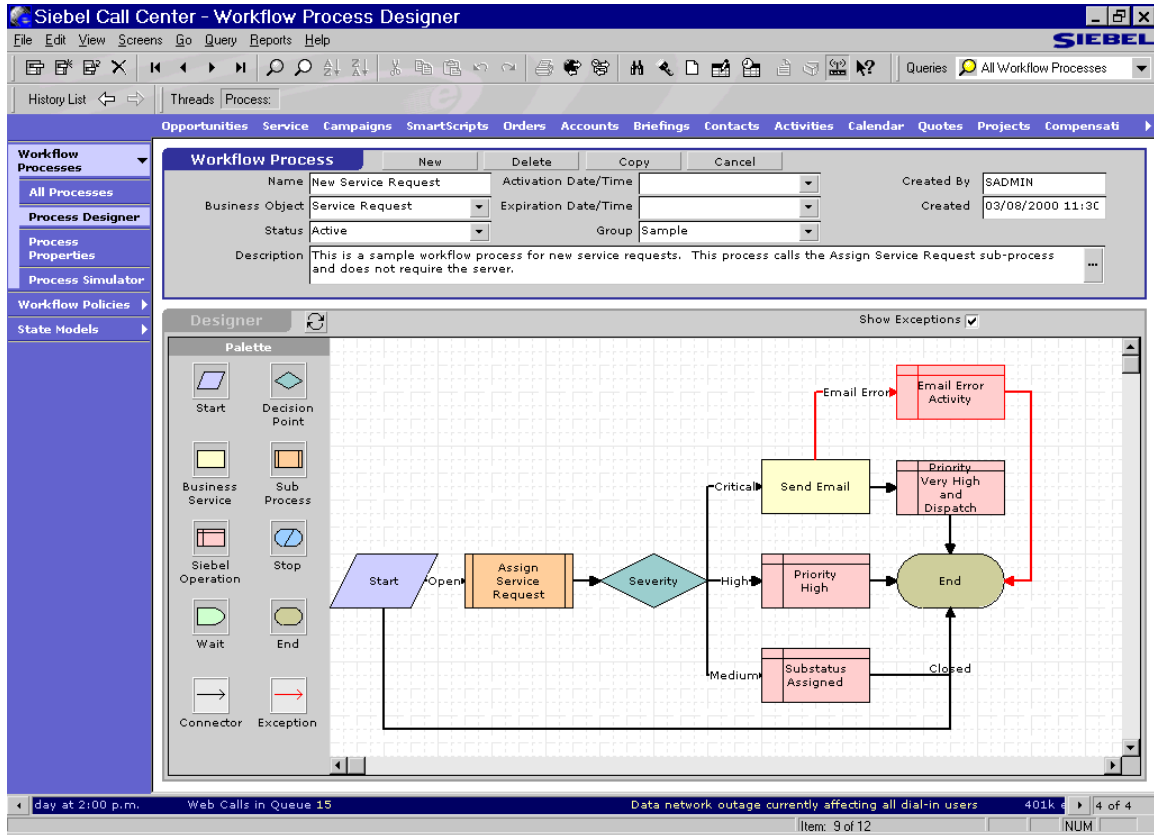 Siebel Call Center - Workflow Process Designer
File Edit View Screens Go Query Reports Help
SIEBEL
Queries All Workflow Processes
History List Threads Process:
Opportunities Service Campaigns SmartScripts Orders Accounts Briefings Contacts Activities Calendar Quotes Projects Compensati
Workflow
Processes
All Processes
Process Designer
Process
Properties
Process Simulator
Workflow Policies
State Models
Workflow Process New Delete Copy Cancel
Name New Service Request Activation Date/Time Created By SADMIN
Business Object Service Request Expiration Date/Time Created 03/08/2000 11:30
Status Active Group Sample
Description This is a sample workflow process for new service requests. This process calls the Assign Service Request sub-process
and does not require the server.
...
Designer Show Exceptions
Palette
Start
Decision
Point
Business
Service
Sub
Process
Siebel
Operation
Stop
Wait
End
Connector
Exception
Email Error
Email Error
Activity
Critical
Send Email
Priority
Very High
and
Dispatch
Start
Open
Assign
Service
Request
Severity
High
Priority
High
End
Medium
Substatus
Assigned
Closed
day at 2:00 p.m. Web Calls in Queue 15 Data network outage currently affecting all dial-in users 401k 4 of 4
Item: 9 of 12 NUM